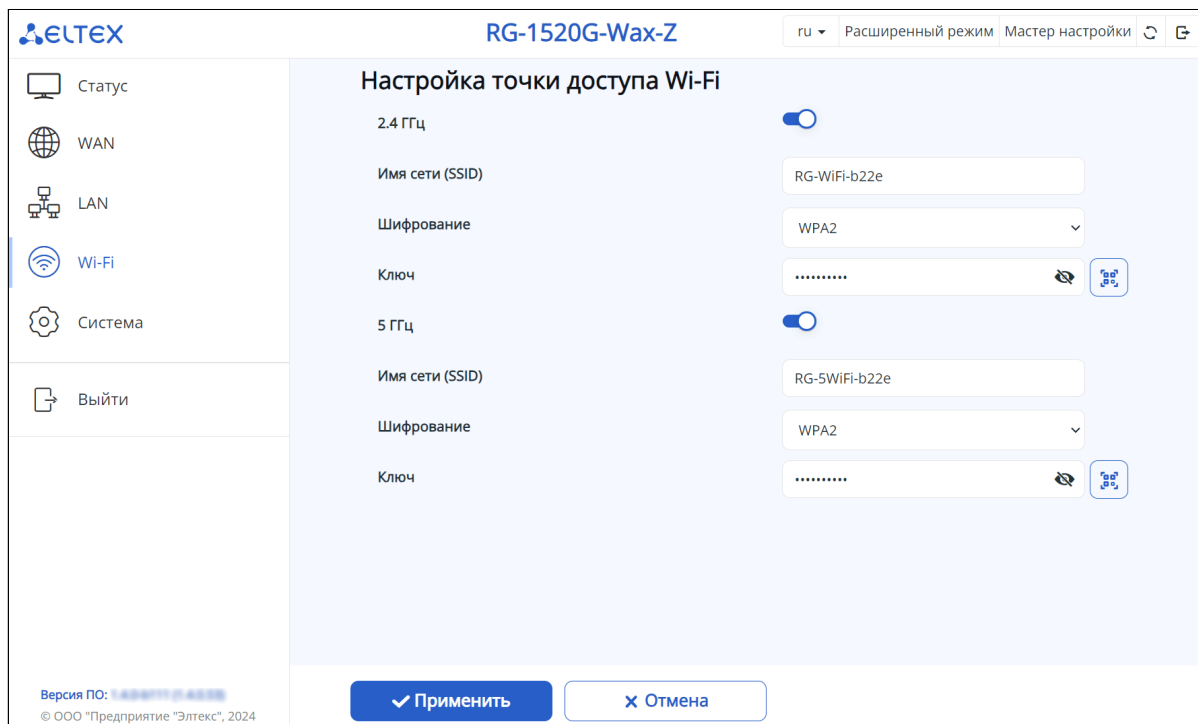 ELTEX
RG-1520G-Wax-Z
ru Расширенный режим Мастер настройки
Статус
WAN
LAN
Wi-Fi
Система
Выйти
Настройка точки доступа Wi-Fi
2.4 ГГц
Имя сети (SSID) RG-WiFi-b22e
Шифрование WPA2
Ключ ••••••••••
5 ГГц
Имя сети (SSID) RG-5WiFi-b22e
Шифрование WPA2
Ключ ••••••••••
Применить Отмена
Версия ПО:
© ООО "Предприятие "Элтекс", 2024